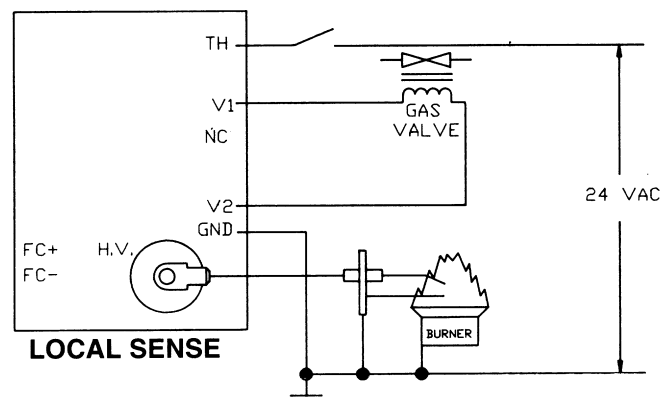 TH
V1
GAS
VALVE
NC
24 VAC
V2
GND
FC+
H.V.
FC-
BURNER
LOCAL SENSE